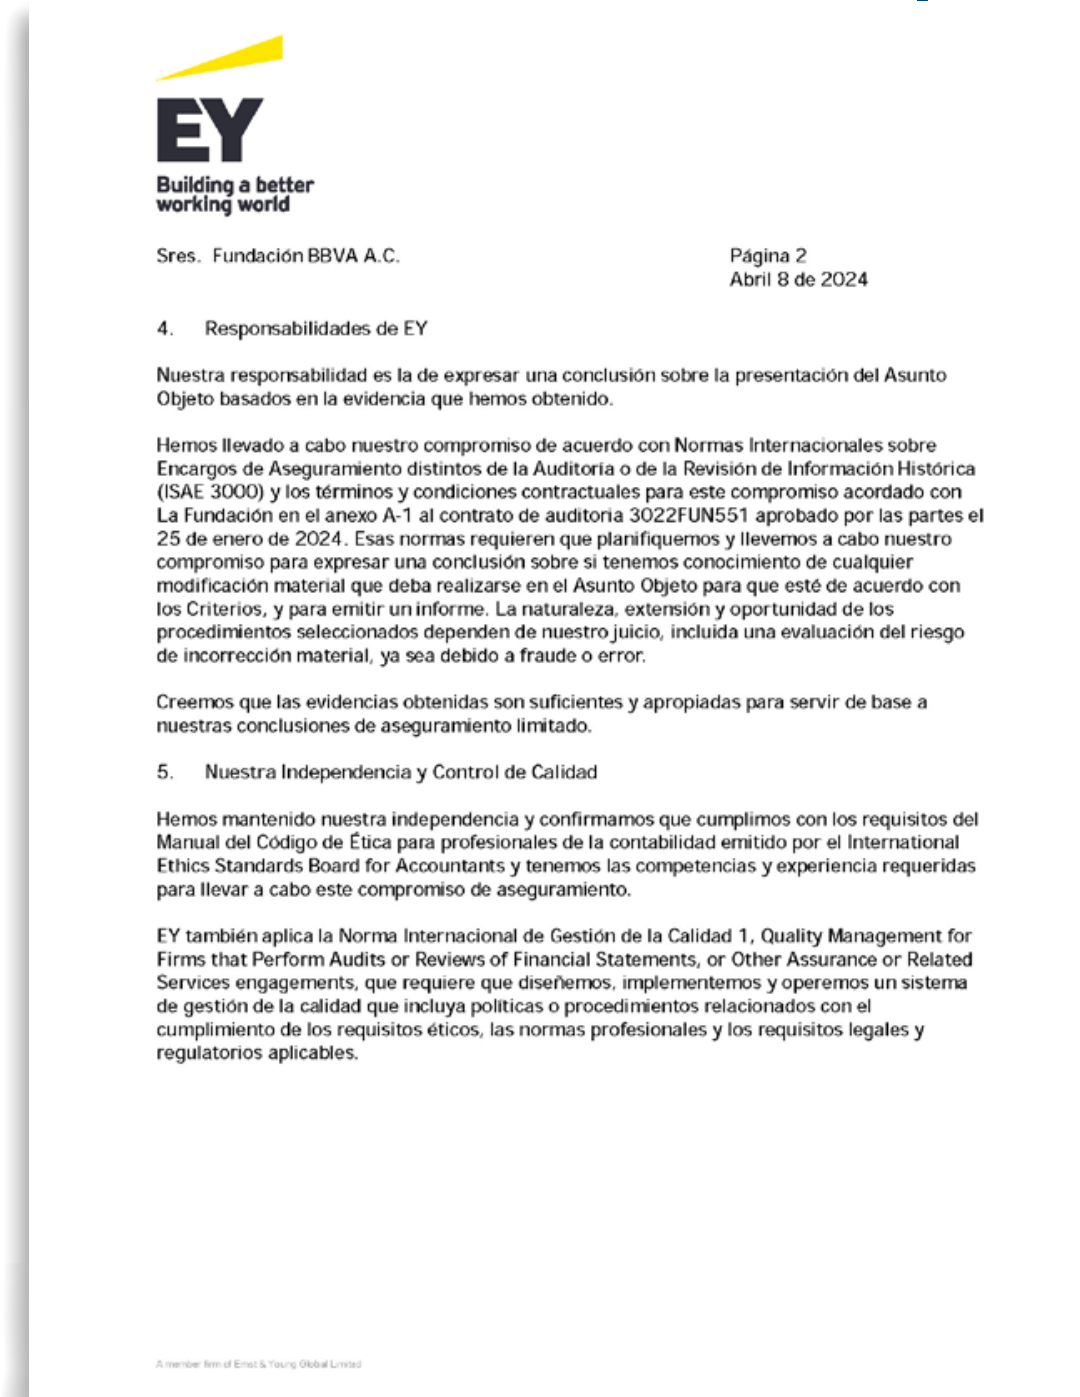 EY
Building a better
working world
Sres. Fundación BBVA A.C.
Página 2
Abril 8 de 2024
4. Responsabilidades de EY
Nuestra responsabilidad es la de expresar una conclusión sobre la presentación del Asunto
Objeto basados en la evidencia que hemos obtenido.
Hemos llevado a cabo nuestro compromiso de acuerdo con Normas Internacionales sobre
Encargos de Aseguramiento distintos de la Auditoría o de la Revisión de Información Histórica
(ISAE 3000) y los términos y condiciones contractuales para este compromiso acordado con
La Fundación en el anexo A-1 al contrato de auditoria 3022FUN551 aprobado por las partes el
25 de enero de 2024. Esas normas requieren que planifiquemos y llevemos a cabo nuestro
compromiso para expresar una conclusión sobre si tenemos conocimiento de cualquier
modificación material que deba realizarse en el Asunto Objeto para que esté de acuerdo con
los Criterios, y para emitir un informe. La naturaleza, extensión y oportunidad de los
procedimientos seleccionados dependen de nuestro juicio, incluida una evaluación del riesgo
de incorrección material, ya sea debido a fraude o error.
Creemos que las evidencias obtenidas son suficientes y apropiadas para servir de base a
nuestras conclusiones de aseguramiento limitado.
5. Nuestra Independencia y Control de Calidad
Hemos mantenido nuestra independencia y confirmamos que cumplimos con los requisitos del
Manual del Código de Ética para profesionales de la contabilidad emitido por el International
Ethics Standards Board for Accountants y tenemos las competencias y experiencia requeridas
para llevar a cabo este compromiso de aseguramiento.
EY también aplica la Norma Internacional de Gestión de la Calidad 1, Quality Management for
Firms that Perform Audits or Reviews of Financial Statements, or Other Assurance or Related
Services engagements, que requiere que diseñemos, implementemos y operemos un sistema
de gestión de la calidad que incluya políticas o procedimientos relacionados con el
cumplimiento de los requisitos éticos, las normas profesionales y los requisitos legales y
regulatorios aplicables.
A member firm of Ernst & Young Global Limited